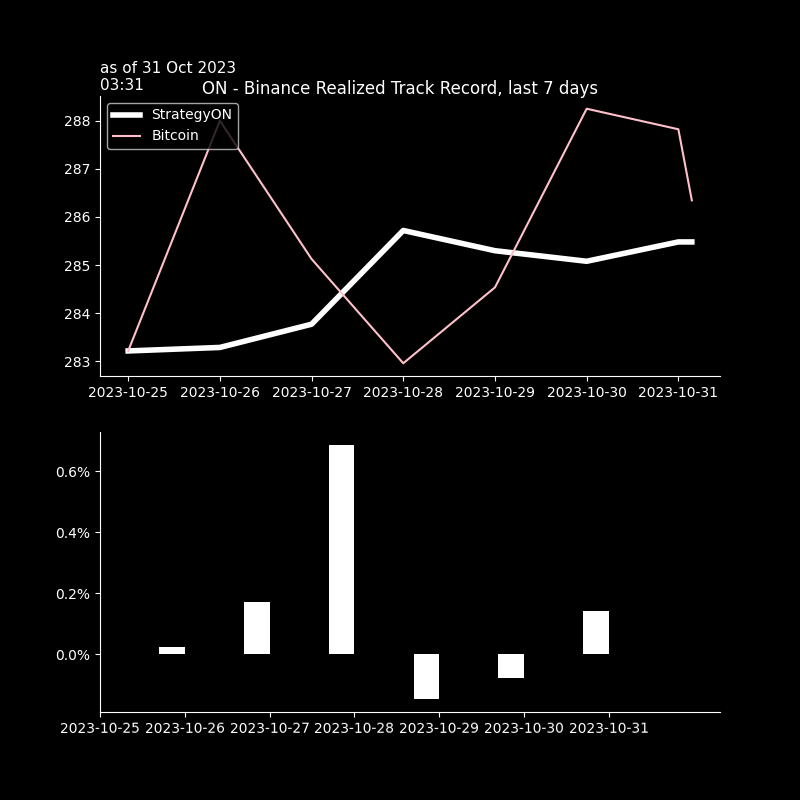 as of 31 Oct 2023
03:31
ON - Binance Realized Track Record, last 7 days
StrategyON
Bitcoin
288
287
286
285
284
283
2023-10-25 2023-10-26 2023-10-27 2023-10-28 2023-10-29 2023-10-30 2023-10-31
0.6%
0.4%
0.2%
0.0%
2023-10-25 2023-10-26 2023-10-27 2023-10-28 2023-10-29 2023-10-30 2023-10-31